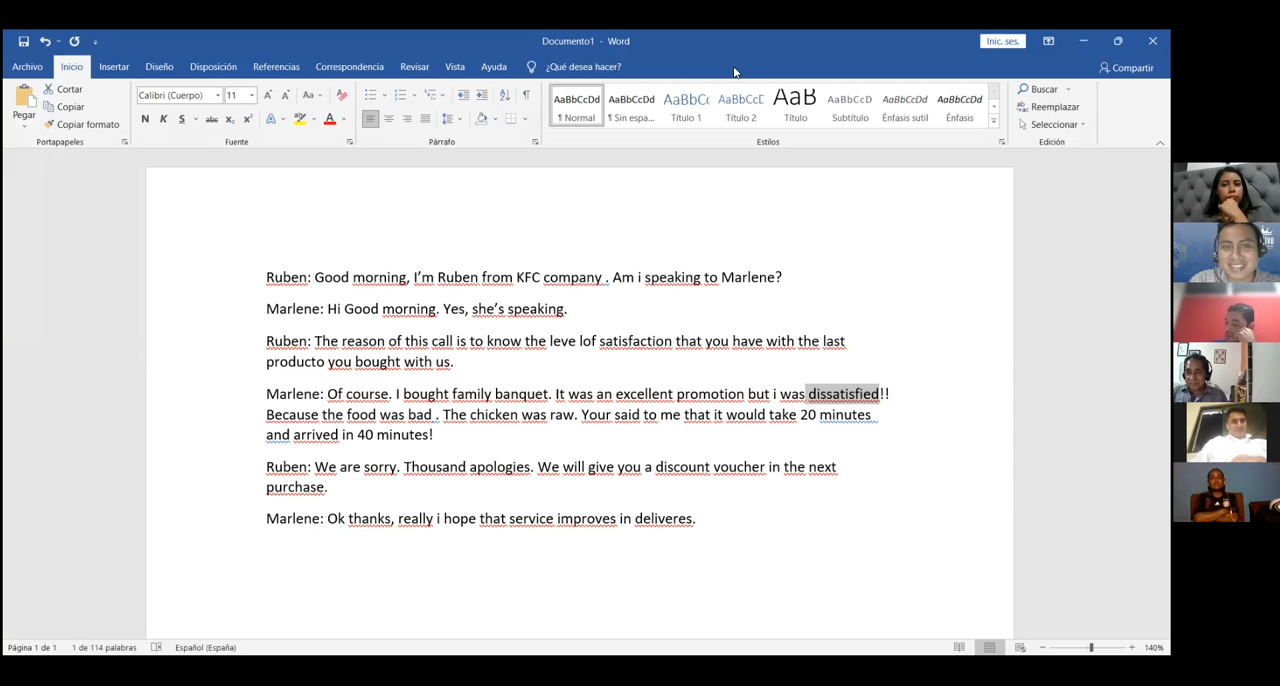 Documento1 - Word
Inic. ses.
Archivo Inicio Insertar Diseño Disposición Referencias Correspondencia Revisar Vista Ayuda ¿Qué desea hacer? Compartir
Pegar
Cortar
Copiar
Copiar formato
Portapapeles
Calibri (Cuerpo) 11
N K S abc x₂ x²
Fuente
Párrafo
AaBbCcDd AaBbCcDd AaBbCc AaBbCcD AaB AaBbCcD AaBbCcDd AaBbCcDd
¶ Normal ¶ Sin espa... Título 1 Título 2 Título Subtítulo Énfasis sutil Énfasis
Estilos
Buscar
Reemplazar
Seleccionar
Edición
Ruben: Good morning, I'm Ruben from KFC company . Am i speaking to Marlene?
Marlene: Hi Good morning. Yes, she's speaking.
Ruben: The reason of this call is to know the leve lof satisfaction that you have with the last
producto you bought with us.
Marlene: Of course. I bought family banquet. It was an excellent promotion but i was dissatisfied!!
Because the food was bad . The chicken was raw. Your said to me that it would take 20 minutes
and arrived in 40 minutes!
Ruben: We are sorry. Thousand apologies. We will give you a discount voucher in the next
purchase.
Marlene: Ok thanks, really i hope that service improves in deliveres.
Página 1 de 1 1 de 114 palabras Español (España) 140%